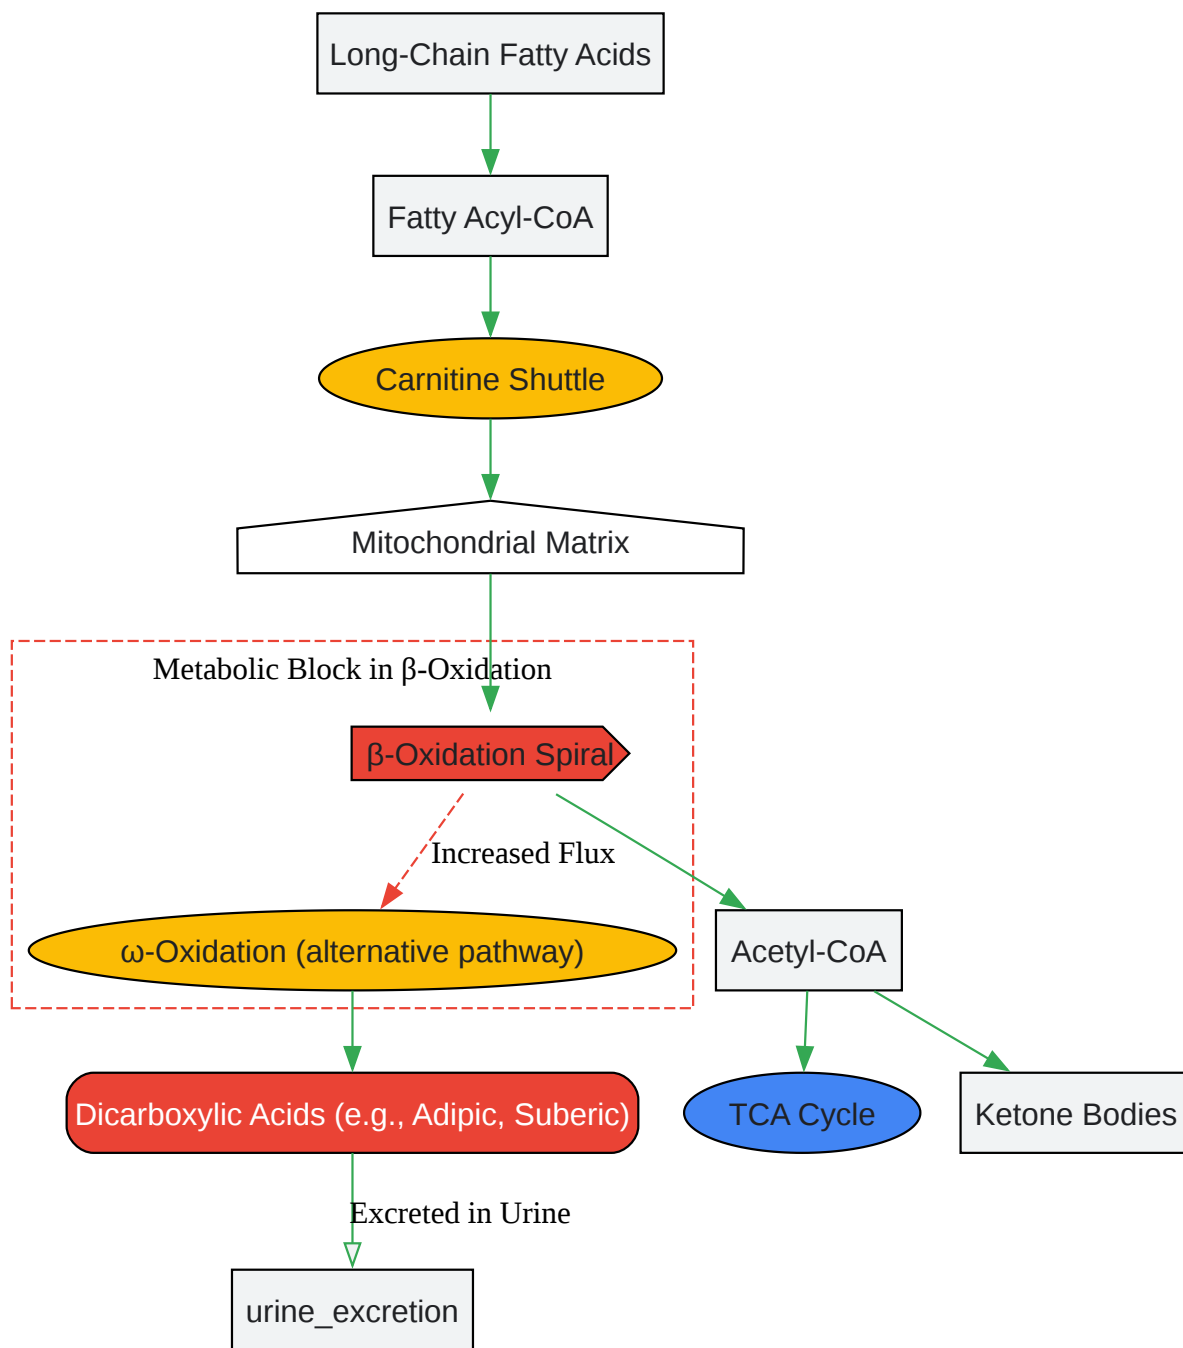 Long-Chain Fatty Acids
Fatty Acyl-CoA
Carnitine Shuttle
Mitochondrial Matrix
Metabolic Block in β-Oxidation
β-Oxidation Spiral
Increased Flux
ω-Oxidation (alternative pathway)
Acetyl-CoA
Dicarboxylic Acids (e.g., Adipic, Suberic)
TCA Cycle
Ketone Bodies
Excreted in Urine
urine_excretion